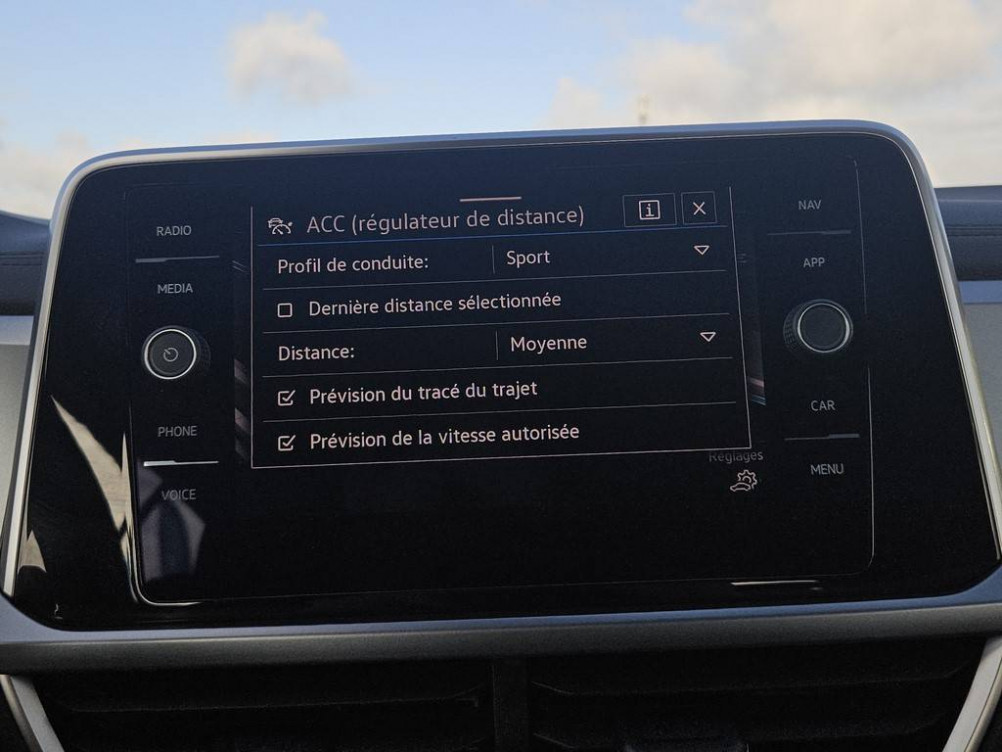 RADIO
MEDIA
PHONE
VOICE
ACC (régulateur de distance)
Profil de conduite: Sport
Dernière distance sélectionnée
Distance: Moyenne
Prévision du tracé du trajet
Prévision de la vitesse autorisée
Réglages
NAV
APP
CAR
MENU